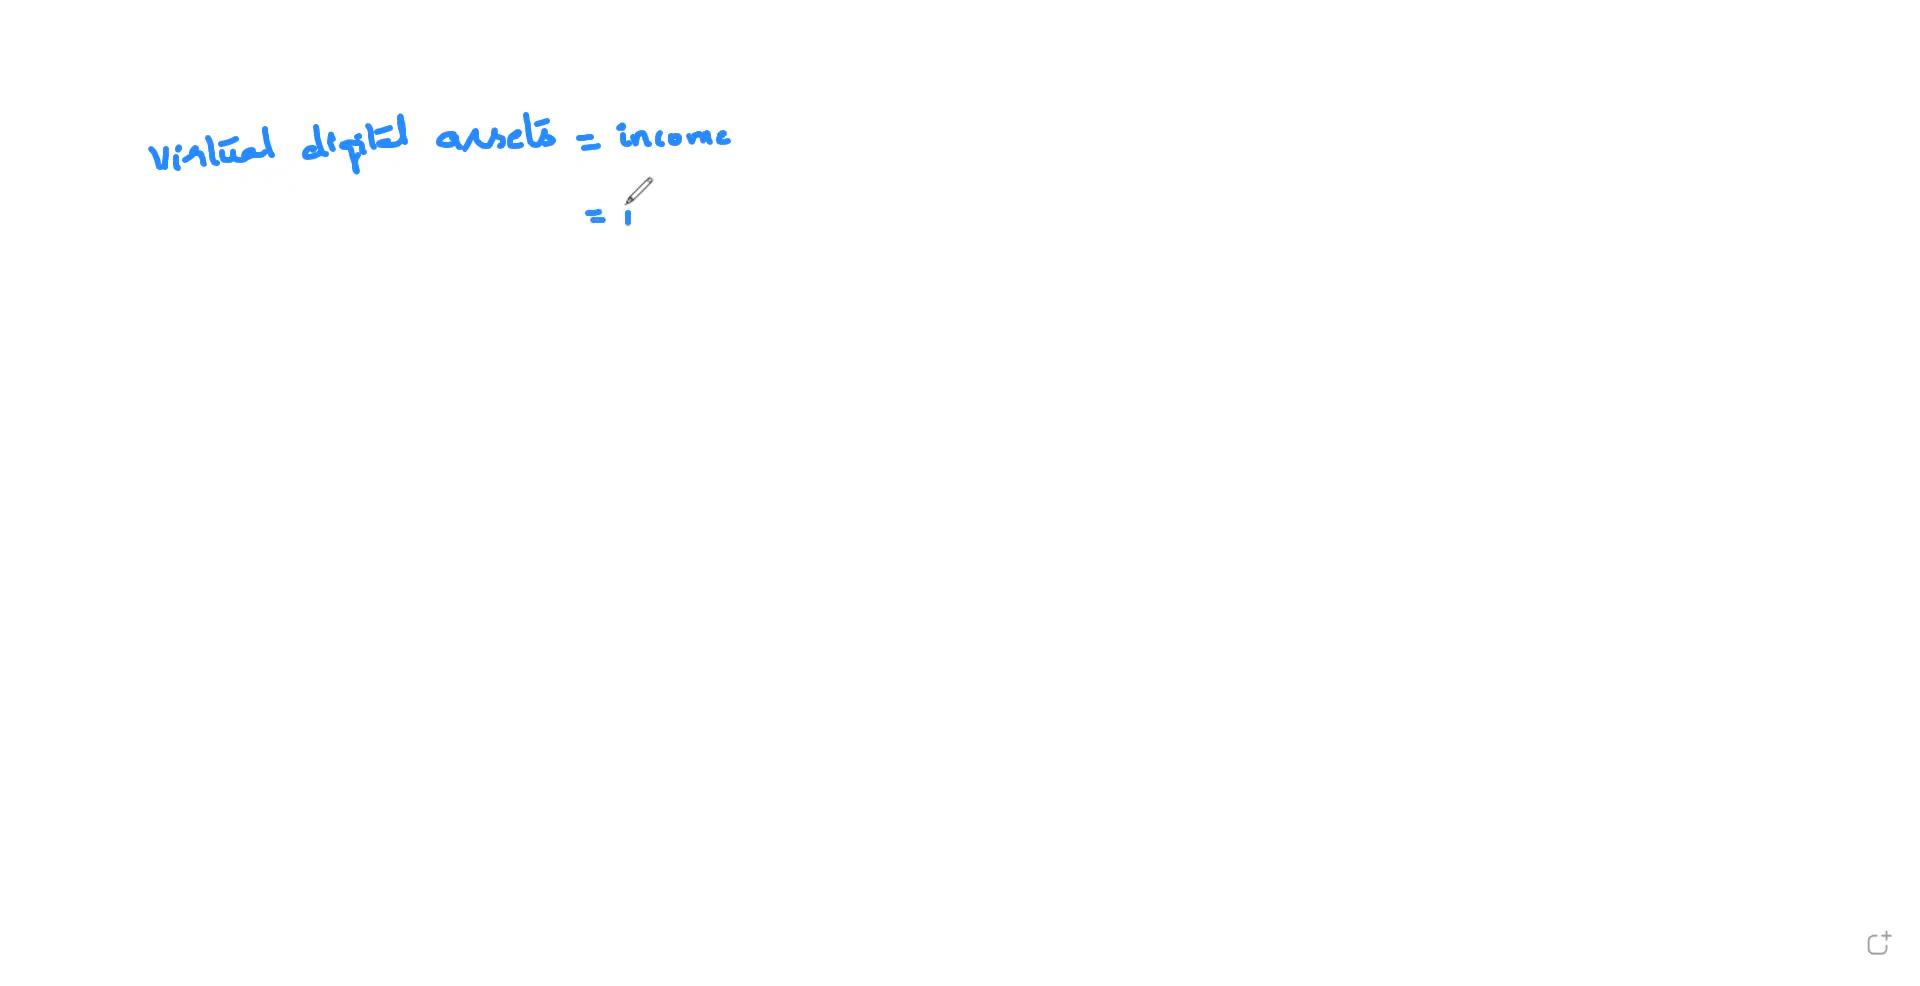 virtual digital assets = income
= i